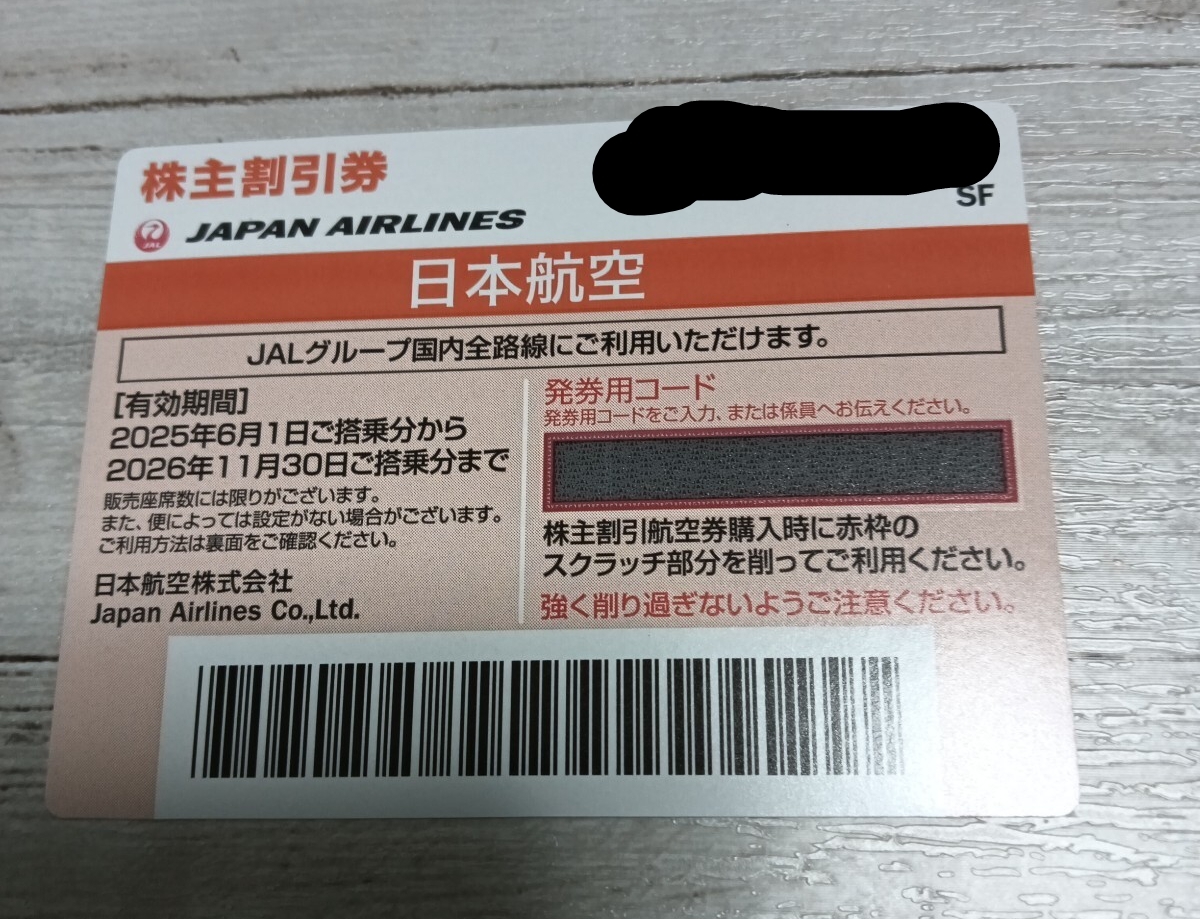 株主割引券
SF
JAL
JAPAN AIRLINES
日本航空
JALグループ国内全路線にご利用いただけます。
[有効期間]
2025年6月1日ご搭乗分から
2026年11月30日ご搭乗分まで
販売座席数には限りがございます。
また、便によっては設定がない場合がございます。
ご利用方法は裏面をご確認ください。
日本航空株式会社
Japan Airlines Co.,Ltd.
発券用コード
発券用コードをご入力、または係員へお伝えください。
株主割引航空券購入時に赤枠の
スクラッチ部分を削ってご利用ください。
強く削り過ぎないようご注意ください。